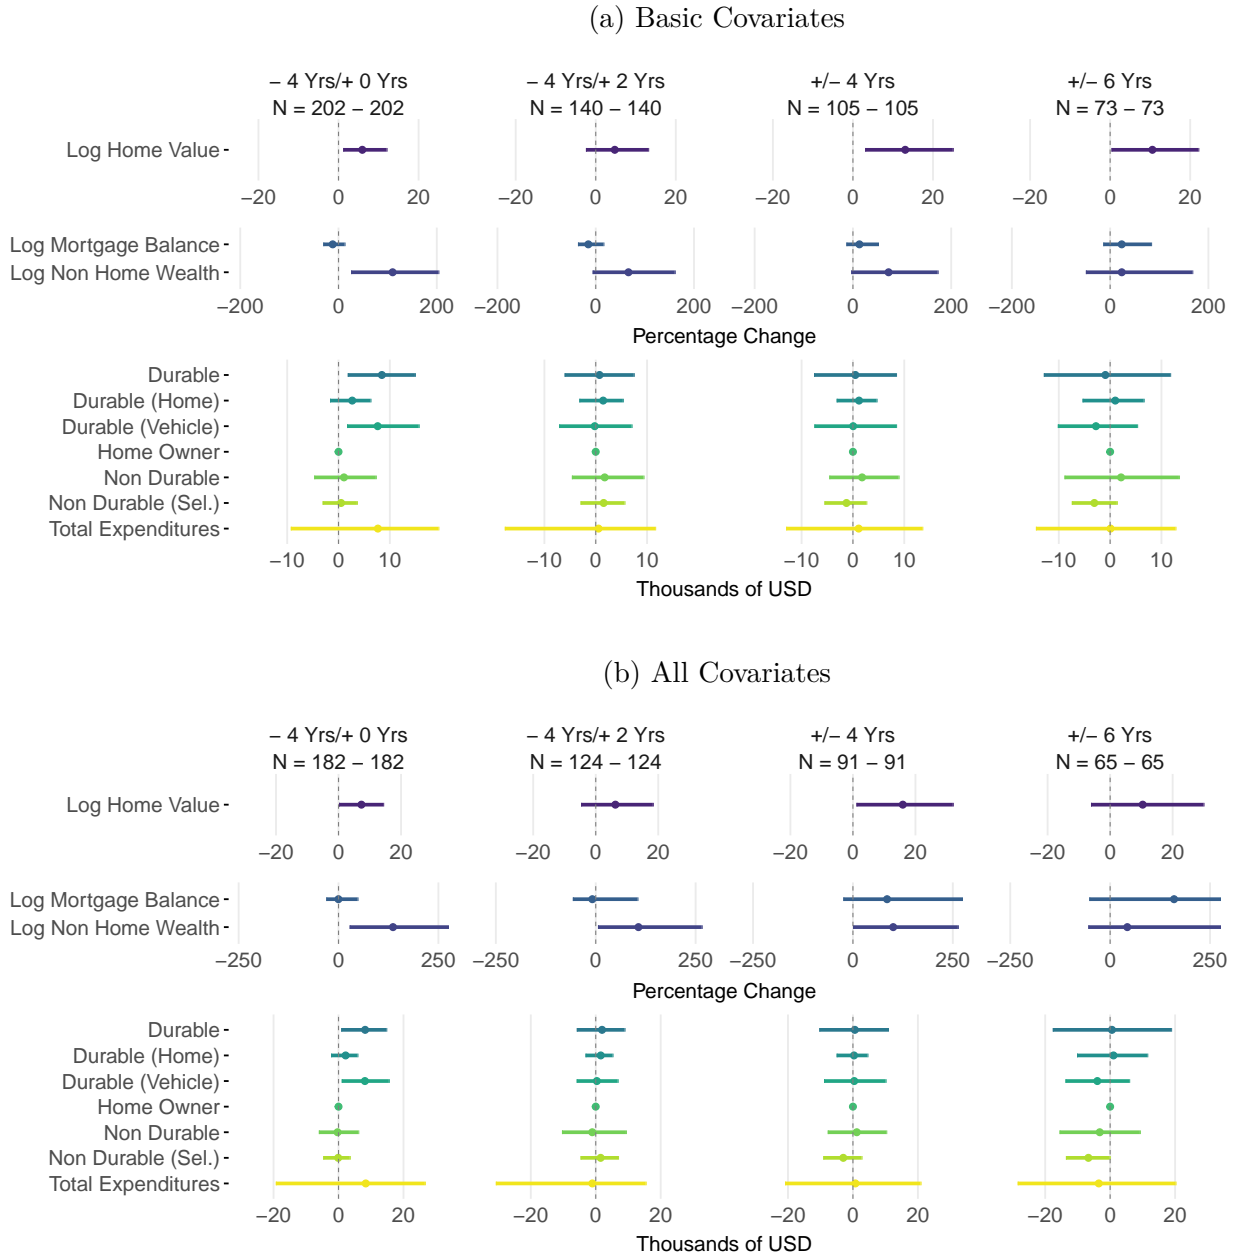 (a) Basic Covariates
− 4 Yrs/+ 0 Yrs − 4 Yrs/+ 2 Yrs +/− 4 Yrs +/− 6 Yrs
N = 202 − 202 N = 140 − 140 N = 105 − 105 N = 73 − 73
Log Home Value
−20 0 20 −20 0 20 −20 0 20 −20 0 20
Log Mortgage Balance
Log Non Home Wealth
−200 0 200 −200 0 200 −200 0 200 −200 0 200
Percentage Change
Durable
Durable (Home)
Durable (Vehicle)
Home Owner
Non Durable
Non Durable (Sel.)
Total Expenditures
−10 0 10 −10 0 10 −10 0 10 −10 0 10
Thousands of USD
(b) All Covariates
− 4 Yrs/+ 0 Yrs − 4 Yrs/+ 2 Yrs +/− 4 Yrs +/− 6 Yrs
N = 182 − 182 N = 124 − 124 N = 91 − 91 N = 65 − 65
Log Home Value
−20 0 20 −20 0 20 −20 0 20 −20 0 20
Log Mortgage Balance
Log Non Home Wealth
−250 0 250 −250 0 250 −250 0 250 −250 0 250
Percentage Change
Durable
Durable (Home)
Durable (Vehicle)
Home Owner
Non Durable
Non Durable (Sel.)
Total Expenditures
−20 0 20 −20 0 20 −20 0 20 −20 0 20
Thousands of USD